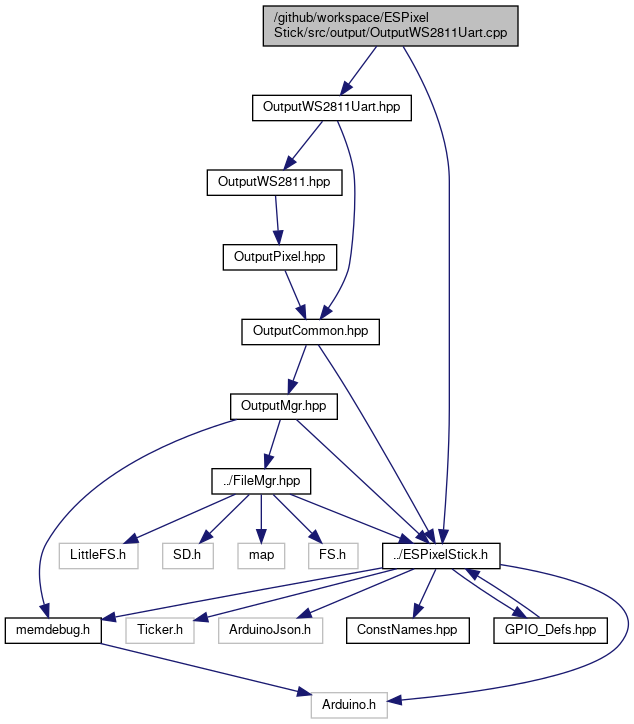 /github/workspace/ESPixel
Stick/src/output/OutputWS2811Uart.cpp
OutputWS2811Uart.hpp
OutputWS2811.hpp
OutputPixel.hpp
OutputCommon.hpp
OutputMgr.hpp
../FileMgr.hpp
LittleFS.h
SD.h
map
FS.h
../ESPixelStick.h
memdebug.h
Ticker.h
ArduinoJson.h
ConstNames.hpp
GPIO_Defs.hpp
Arduino.h